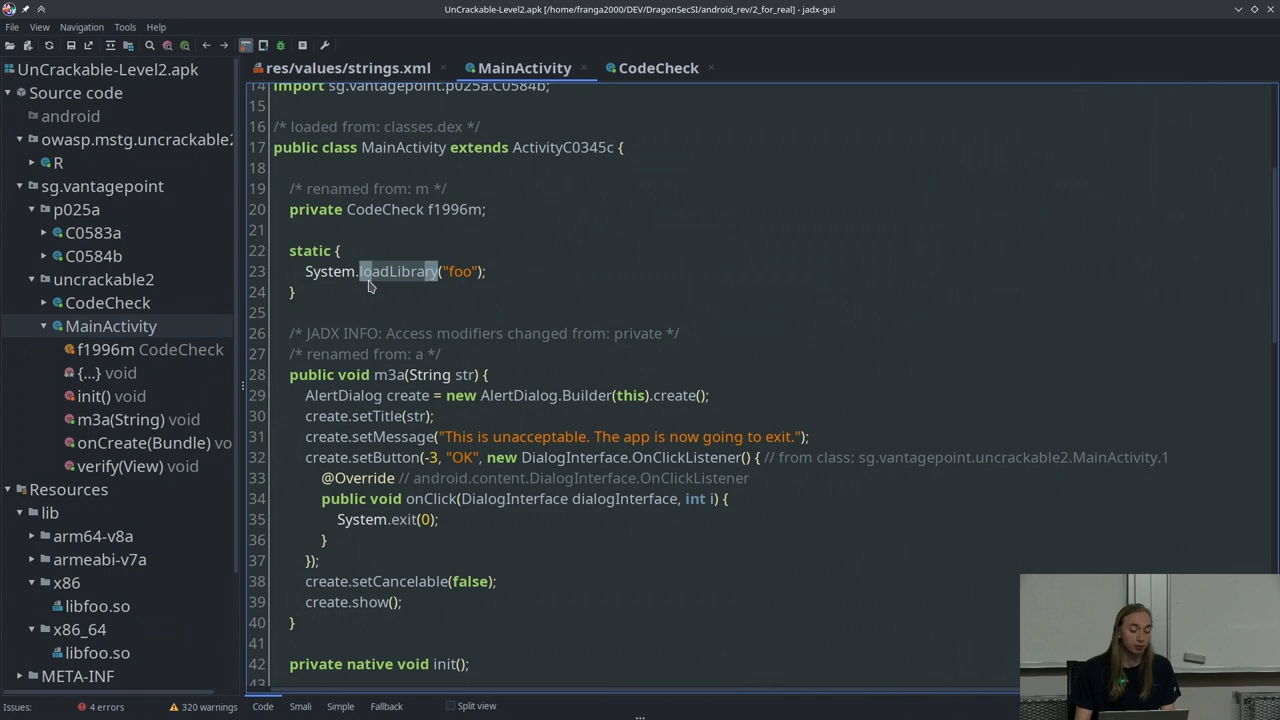 UnCrackable-Level2.apk [/home/franga2000/DEV/DragonSecSI/android_rev/2_for_real] - jadx-gui
File View Navigation Tools Help
UnCrackable-Level2.apk
Source code
android
owasp.mstg.uncrackable2
R
sg.vantagepoint
p025a
C0583a
C0584b
uncrackable2
CodeCheck
MainActivity
f1996m CodeCheck
{...} void
init() void
m3a(String) void
onCreate(Bundle) vo
verify(View) void
Resources
lib
arm64-v8a
armeabi-v7a
x86
libfoo.so
x86_64
libfoo.so
META-INF
res/values/strings.xml MainActivity CodeCheck
14 import sg.vantagepoint.p025a.C0584b;
15
16 /* loaded from: classes.dex */
17 public class MainActivity extends ActivityC0345c {
18
19 /* renamed from: m */
20 private CodeCheck f1996m;
21
22 static {
23 System.loadLibrary("foo");
24 }
25
26 /* JADX INFO: Access modifiers changed from: private */
27 /* renamed from: a */
28 public void m3a(String str) {
29 AlertDialog create = new AlertDialog.Builder(this).create();
30 create.setTitle(str);
31 create.setMessage("This is unacceptable. The app is now going to exit.");
32 create.setButton(-3, "OK", new DialogInterface.OnClickListener() { // from class: sg.vantagepoint.uncrackable2.MainActivity.1
33 @Override // android.content.DialogInterface.OnClickListener
34 public void onClick(DialogInterface dialogInterface, int i) {
35 System.exit(0);
36 }
37 });
38 create.setCancelable(false);
39 create.show();
40 }
41
42 private native void init();
43
Issues: 4 errors 320 warnings Code Smali Simple Fallback Split view